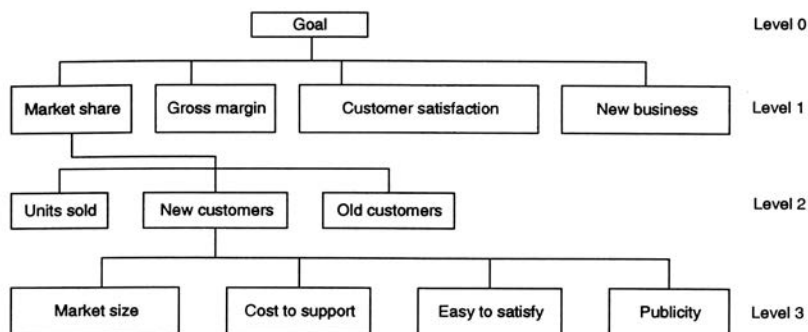 Goal
Level 0
Market share
Gross margin
Customer satisfaction
New business
Level 1
Units sold
New customers
Old customers
Level 2
Market size
Cost to support
Easy to satisfy
Publicity
Level 3